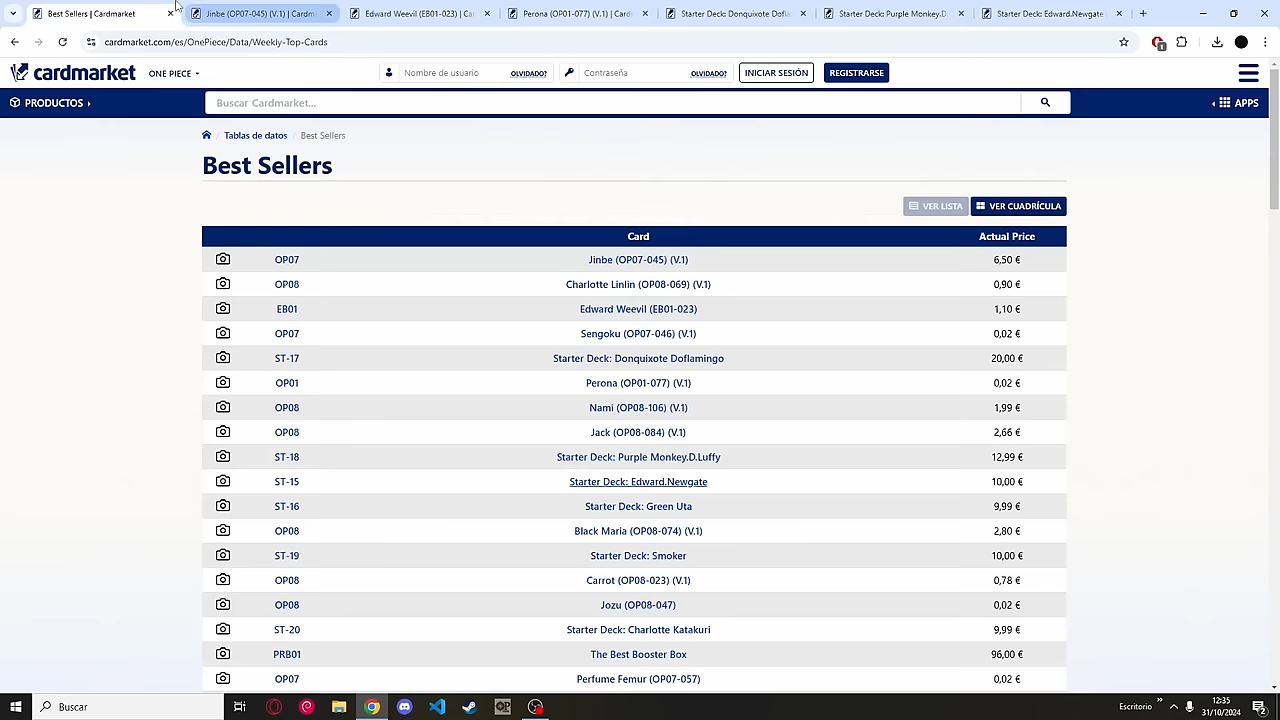 Best Sellers | Cardmarket
Jinbe (OP07-045) (V.1) | Cardm
Edward Weevil (EB01-023) | Ca
Perona (OP01-077) (V.1) | Card
Starter Deck: Donquixote Dofla
Starter Deck: Purple Monkey.D.
Starter Deck: Edward.Newgate
cardmarket.com/es/OnePiece/Data/Weekly-Top-Cards
1
cardmarket
ONE PIECE
Nombre de usuario
OLVIDADO?
Contraseña
OLVIDADO?
INICIAR SESIÓN
REGISTRARSE
PRODUCTOS
Buscar Cardmarket...
APPS
/ Tablas de datos / Best Sellers
Best Sellers
VER LISTA
VER CUADRÍCULA
Card Actual Price
OP07 Jinbe (OP07-045) (V.1) 6,50 €
OP08 Charlotte Linlin (OP08-069) (V.1) 0,90 €
EB01 Edward Weevil (EB01-023) 1,10 €
OP07 Sengoku (OP07-046) (V.1) 0,02 €
ST-17 Starter Deck: Donquixote Doflamingo 20,00 €
OP01 Perona (OP01-077) (V.1) 0,02 €
OP08 Nami (OP08-106) (V.1) 1,99 €
OP08 Jack (OP08-084) (V.1) 2,66 €
ST-18 Starter Deck: Purple Monkey.D.Luffy 12,99 €
ST-15 Starter Deck: Edward.Newgate 10,00 €
ST-16 Starter Deck: Green Uta 9,99 €
OP08 Black Maria (OP08-074) (V.1) 2,80 €
ST-19 Starter Deck: Smoker 10,00 €
OP08 Carrot (OP08-023) (V.1) 0,78 €
OP08 Jozu (OP08-047) 0,02 €
ST-20 Starter Deck: Charlotte Katakuri 9,99 €
PRB01 The Best Booster Box 96,00 €
OP07 Perfume Femur (OP07-057) 0,02 €
Buscar
Escritorio
12:35
31/10/2024
2